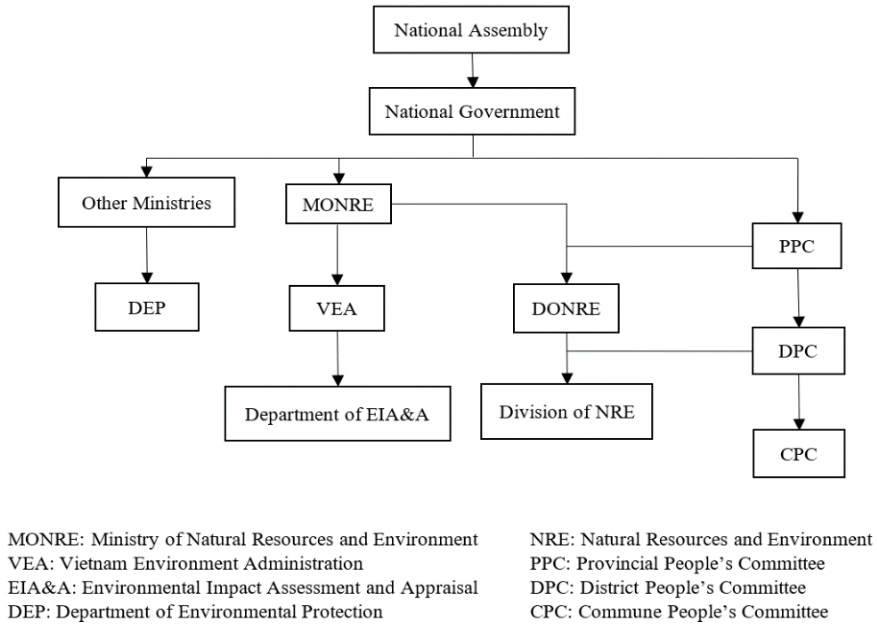 National Assembly
National Government
Other Ministries
MONRE
PPC
DEP
VEA
DONRE
DPC
Department of EIA&A
Division of NRE
CPC
MONRE: Ministry of Natural Resources and Environment
VEA: Vietnam Environment Administration
EIA&A: Environmental Impact Assessment and Appraisal
DEP: Department of Environmental Protection
NRE: Natural Resources and Environment
PPC: Provincial People’s Committee
DPC: District People’s Committee
CPC: Commune People’s Committee